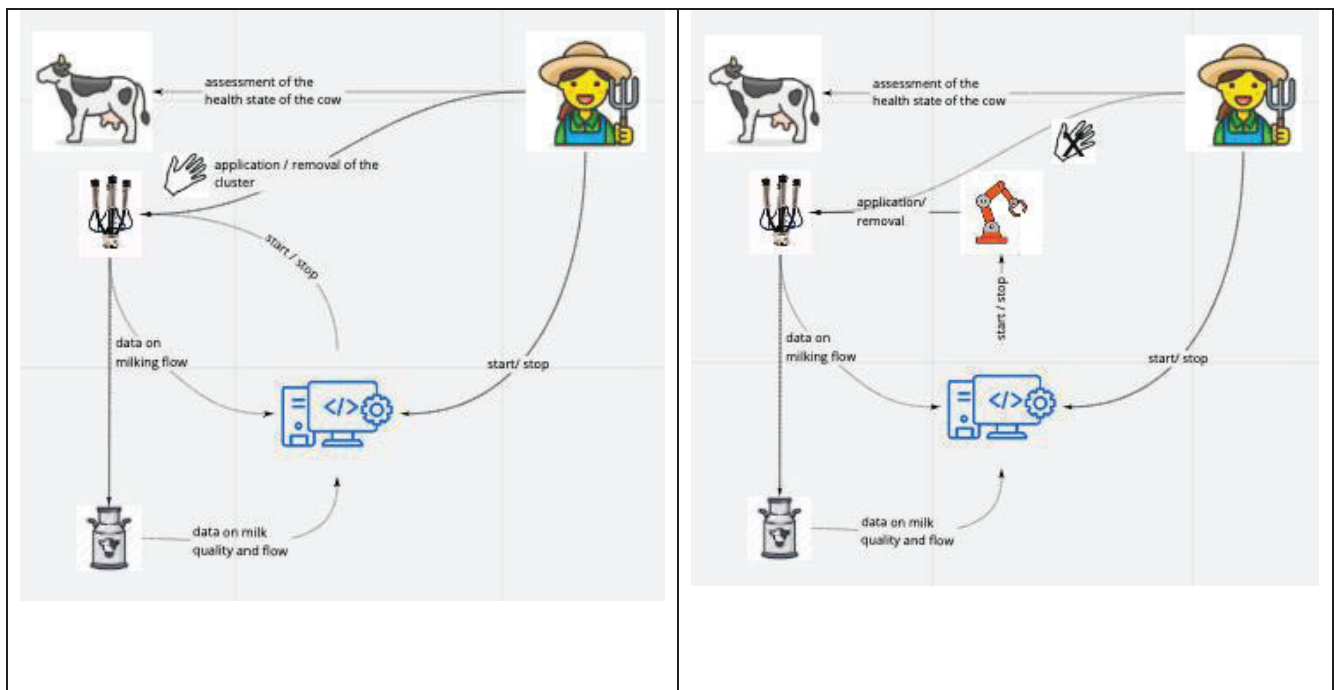 assessment of the
health state of the cow
application / removal of the
cluster
start / stop
data on
milking flow
start/ stop
</>
data on milk
quality and flow
assessment of the
health state of the cow
application/
removal
start / stop
data on
milking flow
start/ stop
</>
data on milk
quality and flow